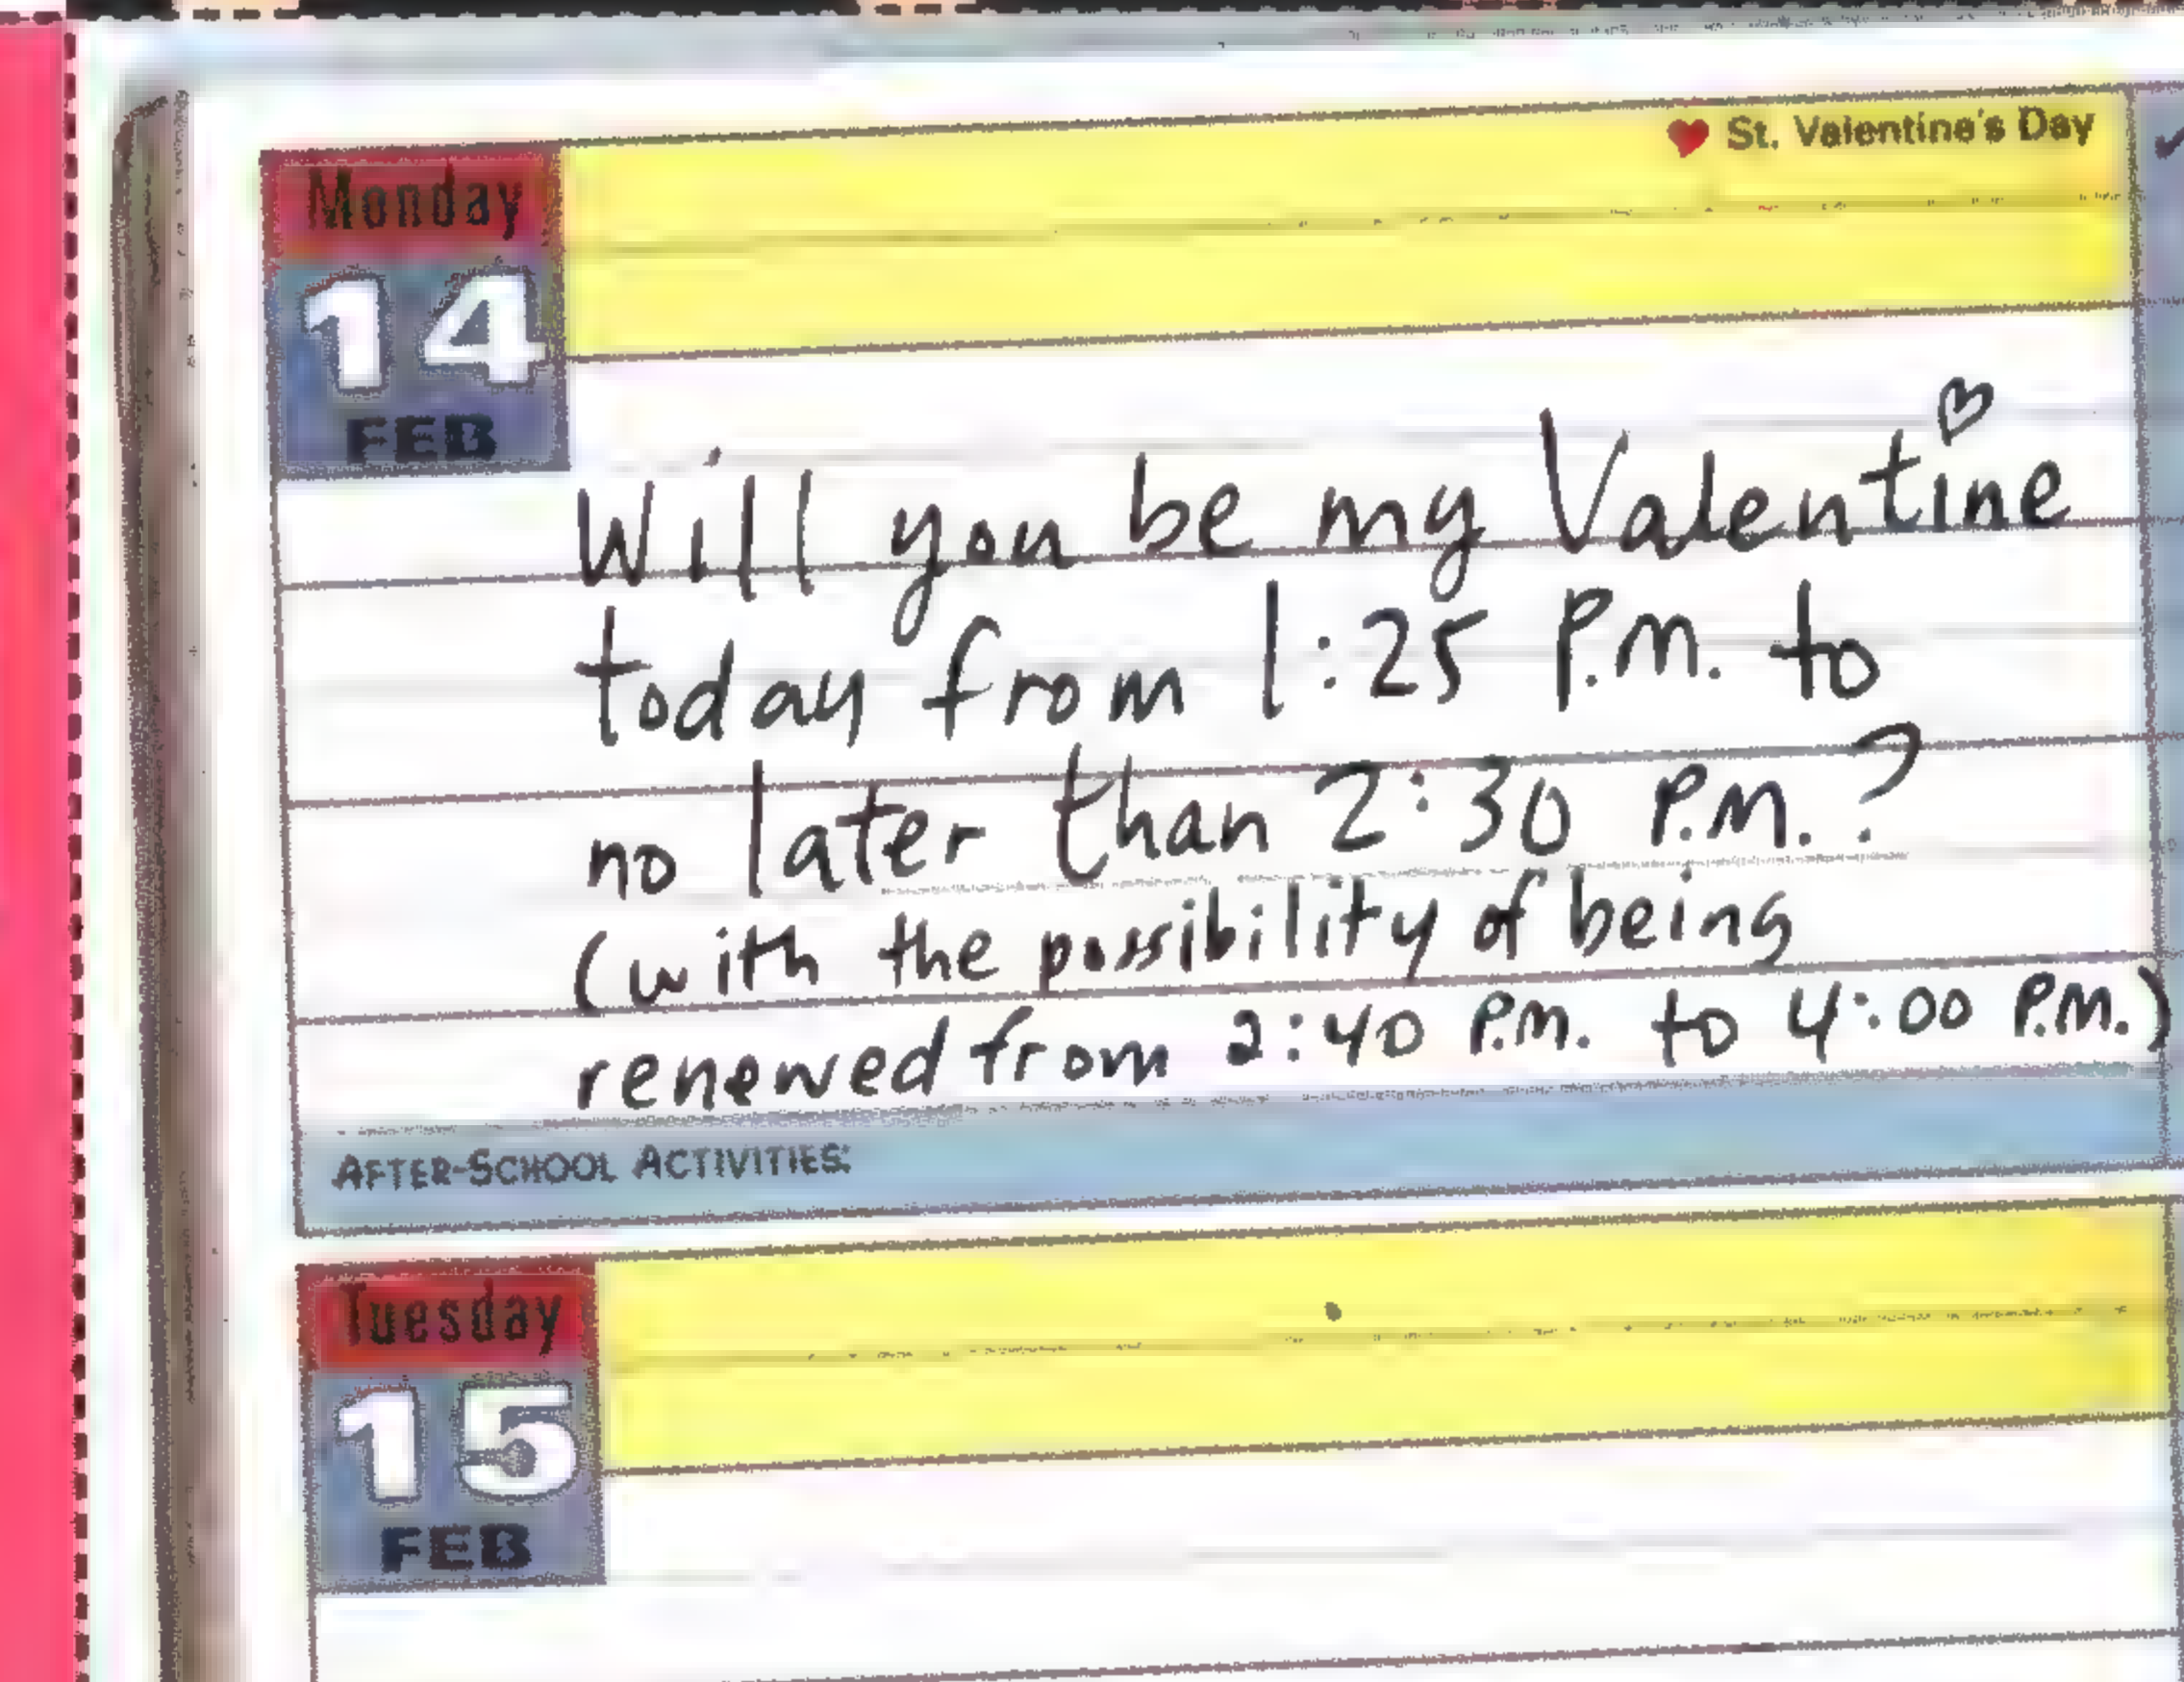 ♥ St. Valentine's Day
Monday
14
FEB
Will you be my Valentine
today from 1:25 P.M. to
no later than 2:30 P.M.?
(with the possibility of being
renewed from 2:40 P.M. to 4:00 P.M.)
AFTER-SCHOOL ACTIVITIES:
Tuesday
15
FEB